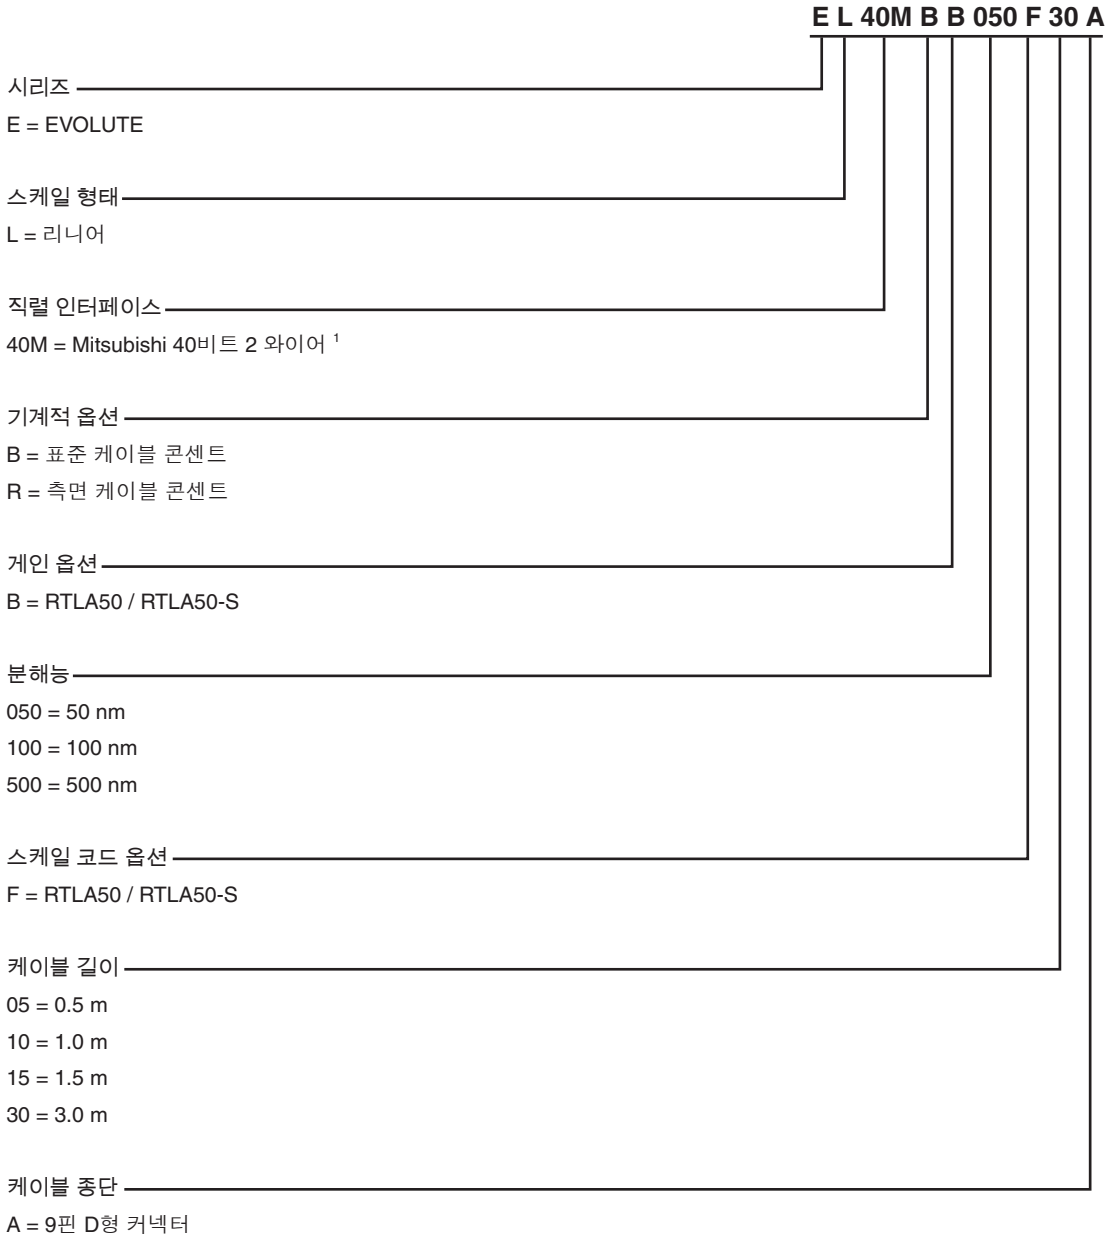 E L 40M B B 050 F 30 A
시리즈
E = EVOLUTE
스케일 형태
L = 리니어
직렬 인터페이스
40M = Mitsubishi 40비트 2 와이어 ¹
기계적 옵션
B = 표준 케이블 콘센트
R = 측면 케이블 콘센트
게인 옵션
B = RTLA50 / RTLA50-S
분해능
050 = 50 nm
100 = 100 nm
500 = 500 nm
스케일 코드 옵션
F = RTLA50 / RTLA50-S
케이블 길이
05 = 0.5 m
10 = 1.0 m
15 = 1.5 m
30 = 3.0 m
케이블 종단
A = 9핀 D형 커넥터